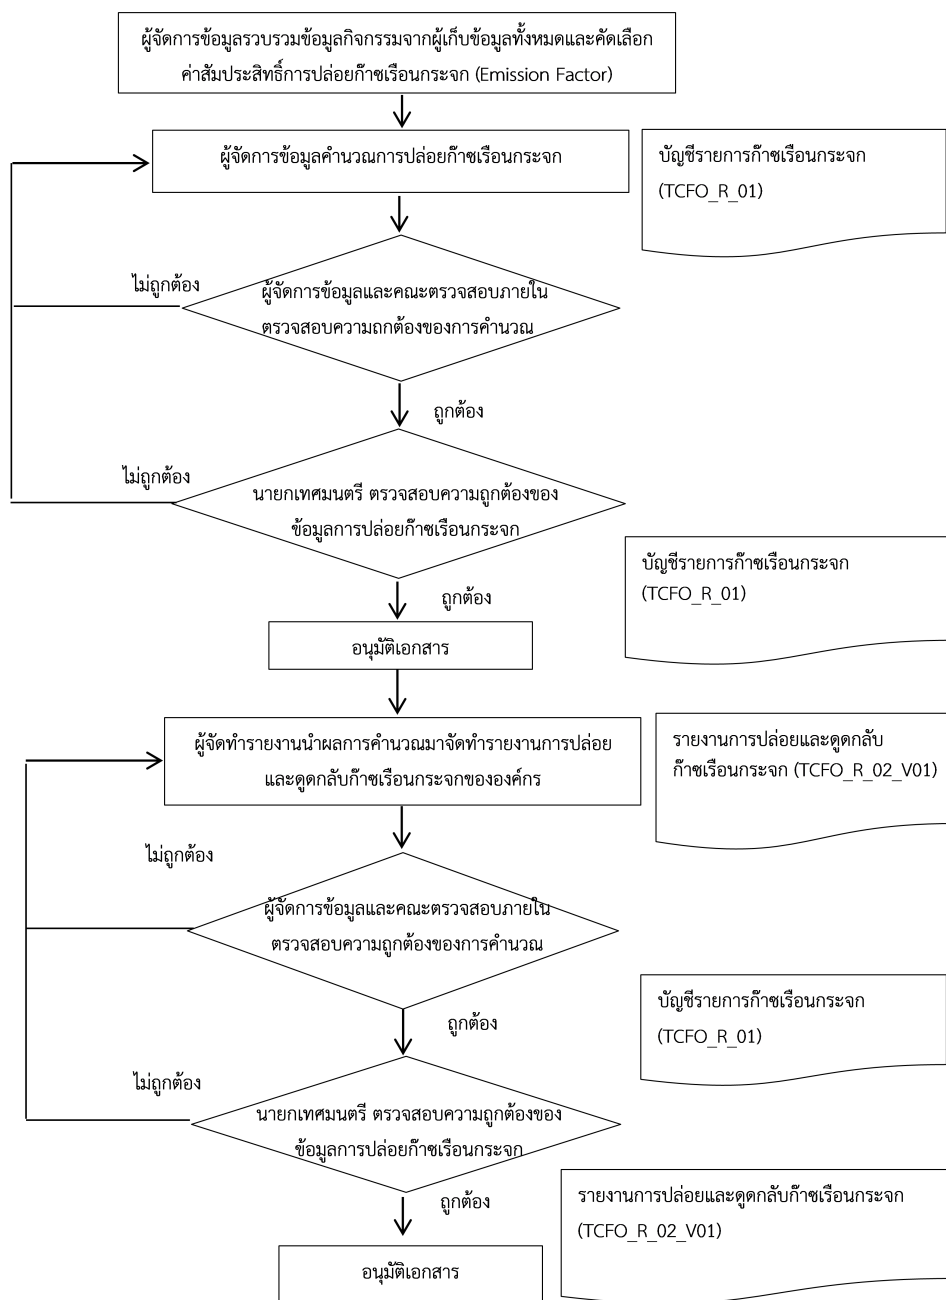 ผู้จัดการข้อมูลรวบรวมข้อมูลกิจกรรมจากผู้เก็บข้อมูลทั้งหมดและคัดเลือก
ค่าสัมประสิทธิ์การปล่อยก๊าซเรือนกระจก (Emission Factor)
ผู้จัดการข้อมูลคำนวณการปล่อยก๊าซเรือนกระจก
บัญชีรายการก๊าซเรือนกระจก
(TCFO_R_01)
ไม่ถูกต้อง
ผู้จัดการข้อมูลและคณะตรวจสอบภายใน
ตรวจสอบความถกต้องของการคำนวณ
ถูกต้อง
ไม่ถูกต้อง
นายกเทศมนตรี ตรวจสอบความถูกต้องของ
ข้อมูลการปล่อยก๊าซเรือนกระจก
บัญชีรายการก๊าซเรือนกระจก
(TCFO_R_01)
ถูกต้อง
อนุมัติเอกสาร
ผู้จัดทำรายงานนำผลการคำนวณมาจัดทำรายงานการปล่อย
และดูดกลับก๊าซเรือนกระจกขององค์กร
รายงานการปล่อยและดูดกลับ
ก๊าซเรือนกระจก (TCFO_R_02_V01)
ไม่ถูกต้อง
ผู้จัดการข้อมูลและคณะตรวจสอบภายใน
ตรวจสอบความถูกต้องของการคำนวณ
บัญชีรายการก๊าซเรือนกระจก
(TCFO_R_01)
ถูกต้อง
ไม่ถูกต้อง
นายกเทศมนตรี ตรวจสอบความถูกต้องของ
ข้อมูลการปล่อยก๊าซเรือนกระจก
รายงานการปล่อยและดูดกลับก๊าซเรือนกระจก
(TCFO_R_02_V01)
ถูกต้อง
อนุมัติเอกสาร